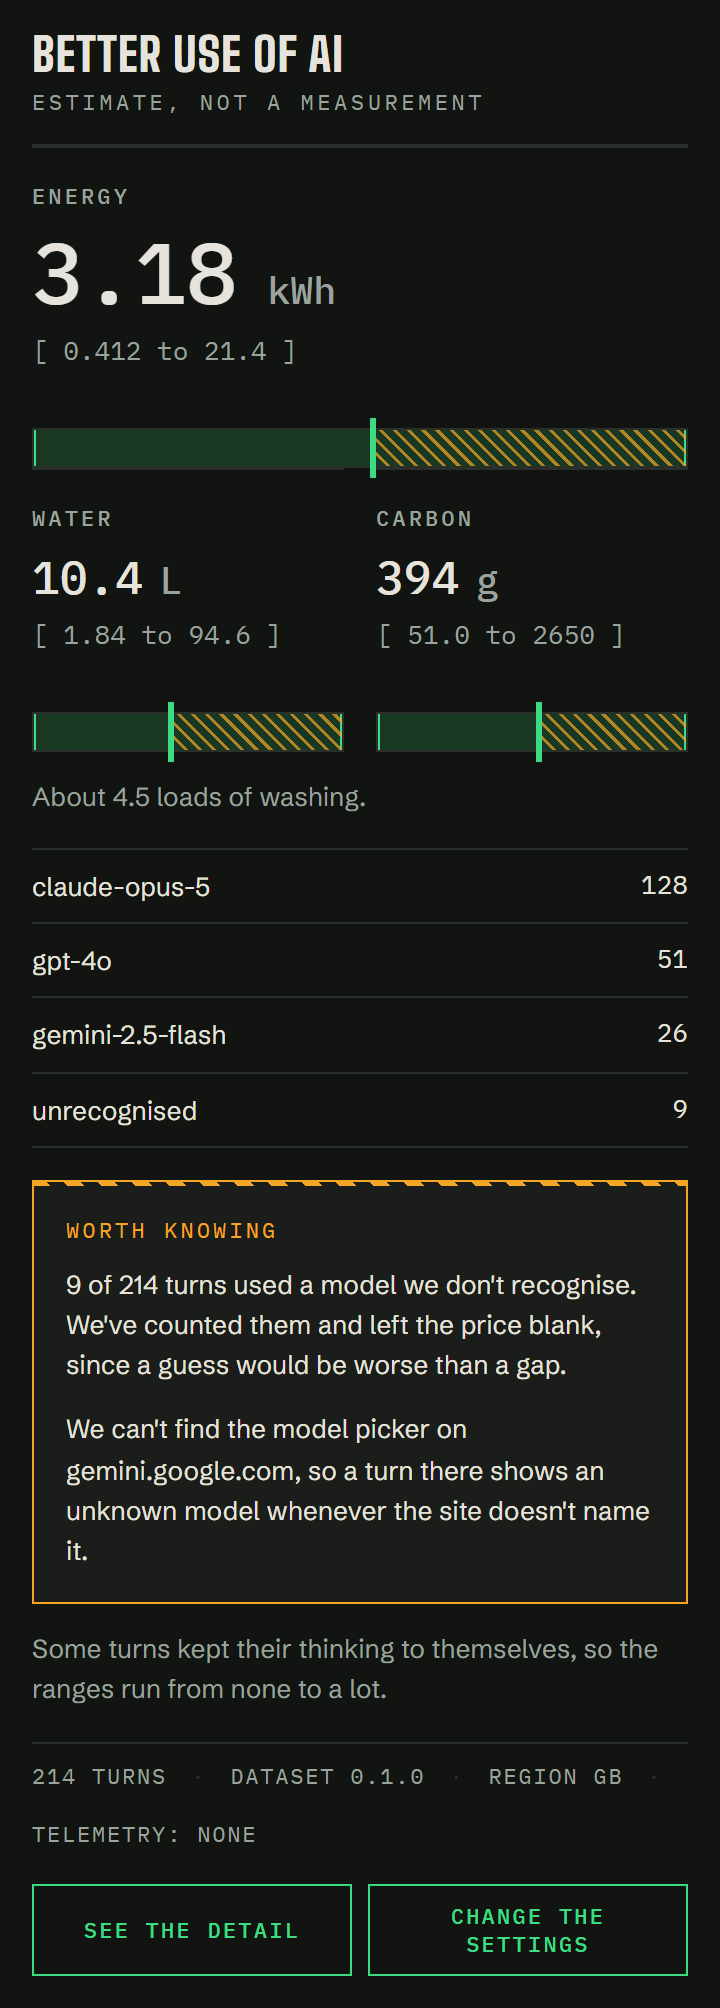 BETTER USE OF AI
ESTIMATE, NOT A MEASUREMENT
ENERGY
3.18 kWh
[ 0.412 to 21.4 ]
WATER
10.4 L
[ 1.84 to 94.6 ]
CARBON
394 g
[ 51.0 to 2650 ]
About 4.5 loads of washing.
claude-opus-5 128
gpt-4o 51
gemini-2.5-flash 26
unrecognised 9
WORTH KNOWING
9 of 214 turns used a model we don't recognise.
We've counted them and left the price blank,
since a guess would be worse than a gap.
We can't find the model picker on
gemini.google.com, so a turn there shows an
unknown model whenever the site doesn't name
it.
Some turns kept their thinking to themselves, so the
ranges run from none to a lot.
214 TURNS · DATASET 0.1.0 · REGION GB ·
TELEMETRY: NONE
SEE THE DETAIL
CHANGE THE
SETTINGS